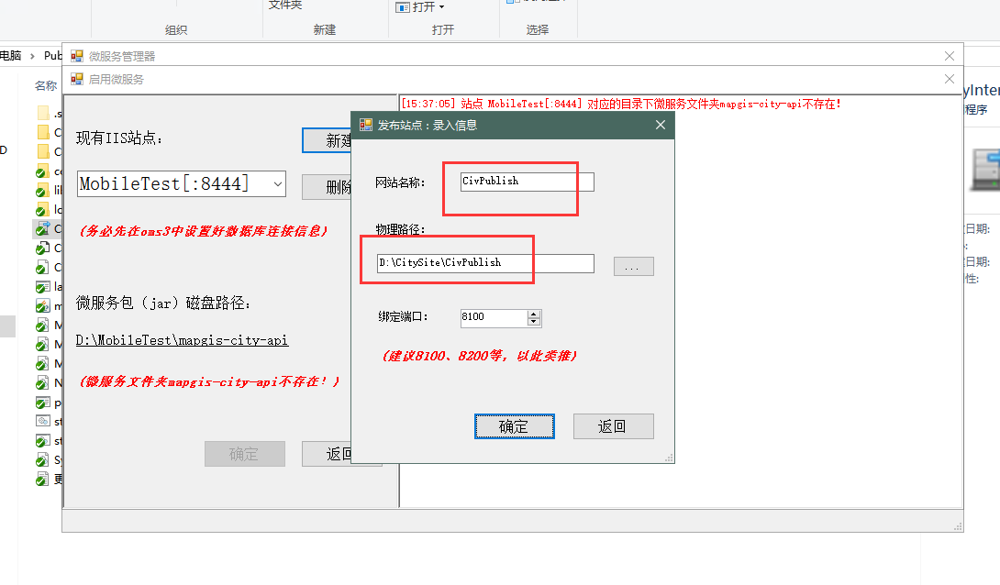 文件夹
打开
组织
新建
打开
选择
电脑 > Pub
微服务管理器
启用微服务
名称
[15:37:05] 站点 MobileTest[:8444] 对应的目录下微服务文件夹mapgis-city-api不存在!
现有IIS站点:
新建
MobileTest[:8444]
删除
(务必先在oms3中设置好数据库连接信息)
微服务包（jar）磁盘路径:
D:\MobileTest\mapgis-city-api
(微服务文件夹mapgis-city-api不存在! )
确定
返回
发布站点：录入信息
网站名称:
CivPublish
物理路径:
D:\CitySite\CivPublish
...
绑定端口:
8100
(建议8100、8200等, 以此类推)
确定
返回
yInter
程序
日期:
日期:
性: